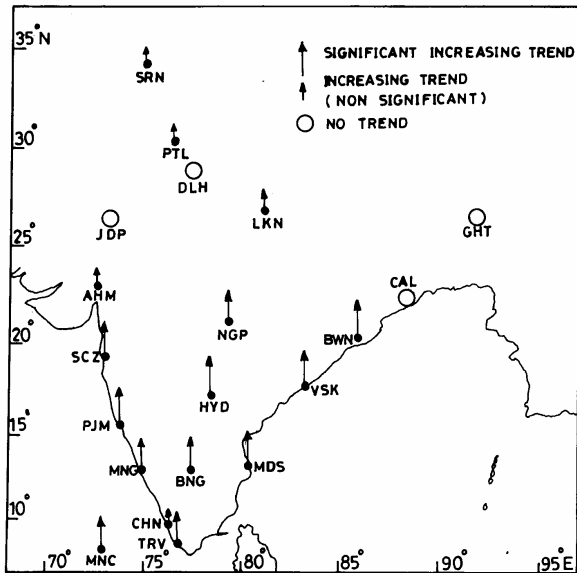 35°N
SRN
SIGNIFICANT INCREASING TREND
INCREASING TREND
(NON SIGNIFICANT)
NO TREND
30°
PTL
DLH
LKN
JDP
GHT
25°
AHM
CAL
NGP
BWN
20°
SCZ
HYD
VSK
PJM
15°
MNG
BNG
MDS
10°
CHN
TRV
MNC
70° 75° 80° 85° 90° 95E